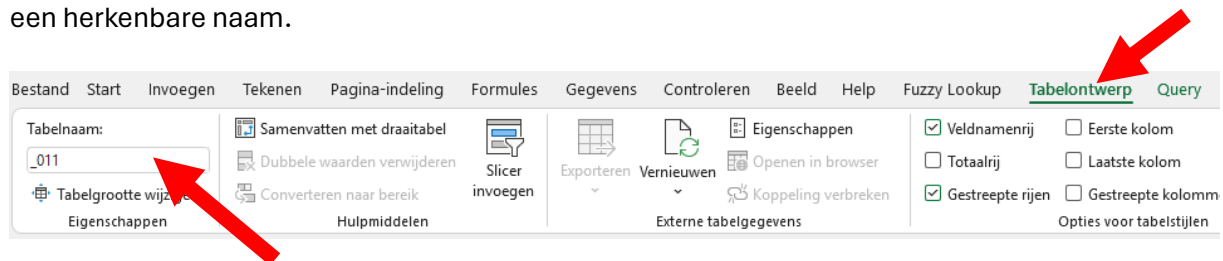 een herkenbare naam.
Bestand Start Invoegen Tekenen Pagina-indeling Formules Gegevens Controleren Beeld Help Fuzzy Lookup Tabelontwerp Query
Tabelnaam:
_011
Tabelgrootte
Eigenschappen
Samenvatten met draaitabel
Dubbele waarden verwijderen
Converteren naar bereik
Slicer
invoegen
Hulpmiddelen
Exporteren
Vernieuwen
Eigenschappen
Openen in browser
Koppeling verbreken
Externe tabelgegevens
Veldnamenrij
Totaalrij
Gestreepte rijen
Eerste kolom
Laatste kolom
Gestreepte kolomm
Opties voor tabelstijlen